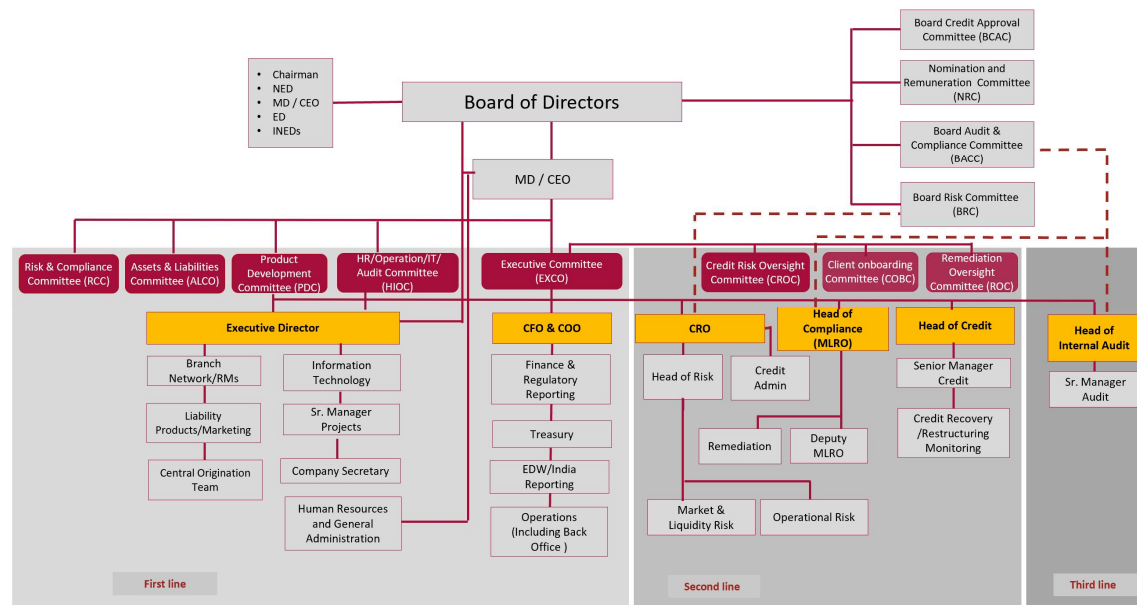 Board of Directors
• Chairman
• NED
• MD / CEO
• ED
• INEDs
Board Credit Approval
Committee (BCAC)
Nomination and
Remuneration Committee
(NRC)
Board Audit &
Compliance Committee
(BACC)
Board Risk Committee
(BRC)
MD / CEO
Risk & Compliance
Committee (RCC)
Assets & Liabilities
Committee (ALCO)
Product
Development
Committee (PDC)
HR/Operation/IT/
Audit Committee
(HIOC)
Executive Committee
(EXCO)
Credit Risk Oversight
Committee (CROC)
Client onboarding
Committee (COBC)
Remediation
Oversight
Committee (ROC)
Executive Director
CFO & COO
CRO
Head of
Compliance
(MLRO)
Head of Credit
Head of
Internal Audit
Branch
Network/RMs
Liability
Products/Marketing
Central Origination
Team
Information
Technology
Sr. Manager
Projects
Company Secretary
Human Resources
and General
Administration
Finance &
Regulatory
Reporting
Treasury
EDW/India
Reporting
Operations
(Including Back
Office )
Head of Risk
Credit
Admin
Remediation
Deputy
MLRO
Market &
Liquidity Risk
Operational Risk
Senior Manager
Credit
Credit Recovery
/Restructuring
Monitoring
Sr. Manager
Audit
First line
Second line
Third line